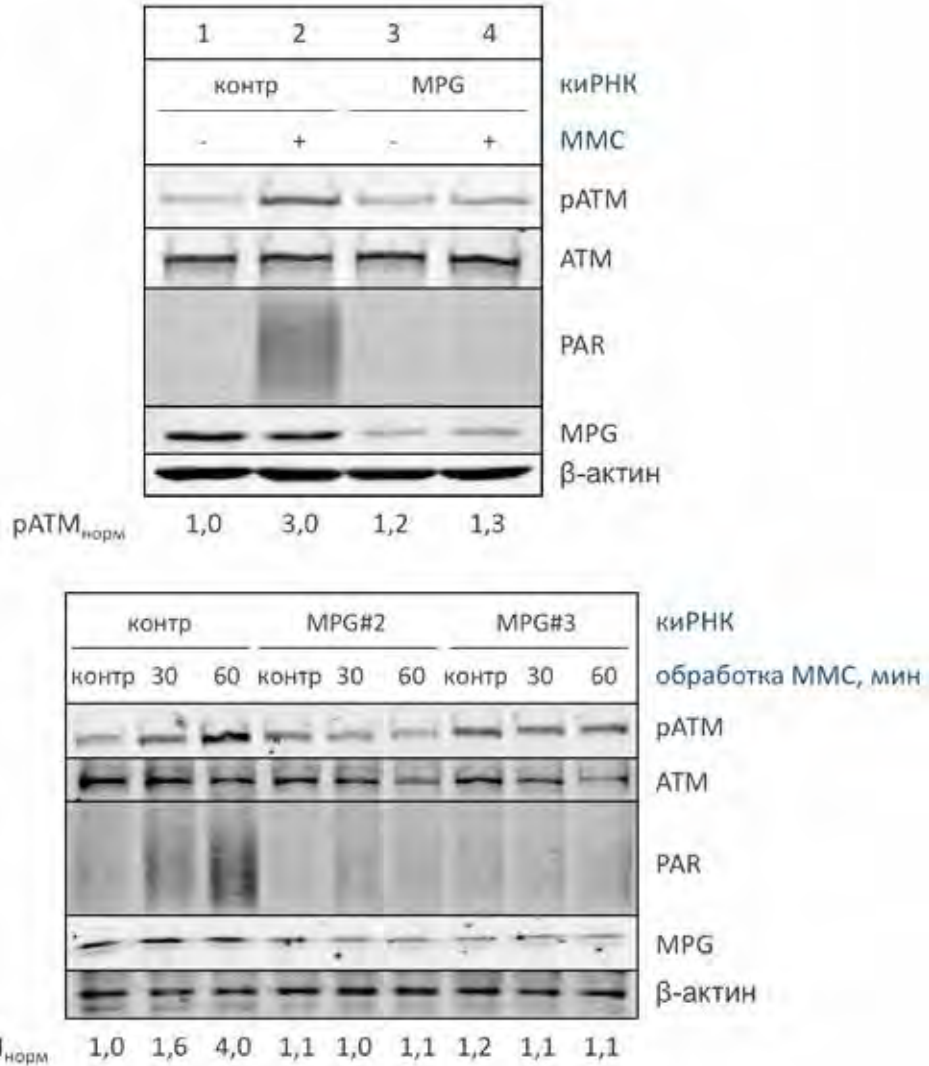 1 2 3 4
контр MPG киРНК
- + - + ММС
pATM
ATM
PAR
MPG
β-актин
pATMнорм 1,0 3,0 1,2 1,3
контр MPG#2 MPG#3 киРНК
контр 30 60 контр 30 60 контр 30 60 обработка ММС, мин
pATM
ATM
PAR
MPG
β-актин
норм 1,0 1,6 4,0 1,1 1,0 1,1 1,2 1,1 1,1